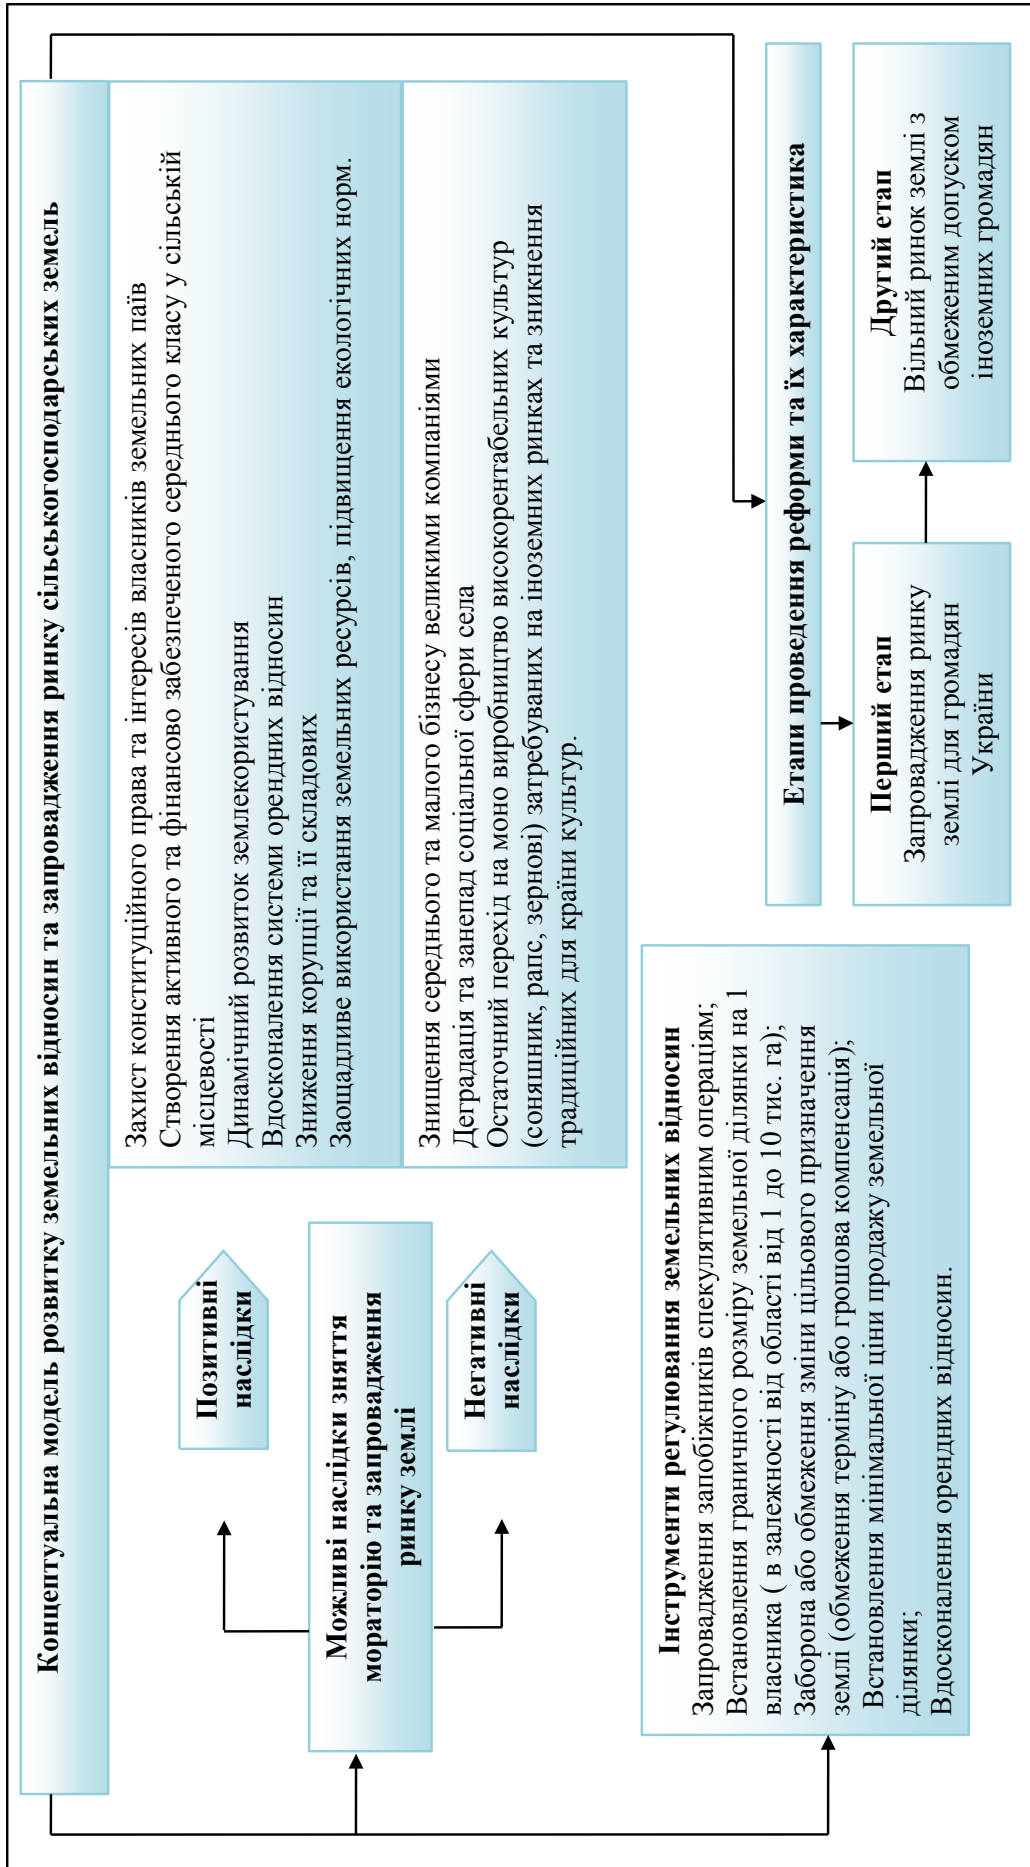 Концептуальна модель розвитку земельних відносин та запровадження ринку сільськогосподарських земель
Можливі наслідки зняття
мораторію та запровадження
ринку землі
Позитивні
наслідки
Захист конституційного права та інтересів власників земельних паїв
Створення активного та фінансово забезпеченого середнього класу у сільській
місцевості
Динамічний розвиток землекористування
Вдосконалення системи орендних відносин
Зниження корупції та її складових
Заощадливе використання земельних ресурсів, підвищення екологічних норм.
Негативні
наслідки
Знищення середнього та малого бізнесу великими компаніями
Деградація та занепад соціальної сфери села
Остаточний перехід на моно виробництво високорентабельних культур
(соняшник, рапс, зернові) затребуваних на іноземних ринках та зникнення
традиційних для країни культур.
Інструменти регулювання земельних відносин
Запровадження запобіжників спекулятивним операціям;
Встановлення граничного розміру земельної ділянки на 1
власника ( в залежності від області від 1 до 10 тис. га);
Заборона або обмеження зміни цільового призначення
землі (обмеження терміну або грошова компенсація);
Встановлення мінімальної ціни продажу земельної
ділянки;
Вдосконалення орендних відносин.
Етапи проведення реформи та їх характеристика
Перший етап
Запровадження ринку
землі для громадян
України
Другий етап
Вільний ринок землі з
обмеженим допуском
іноземних громадян